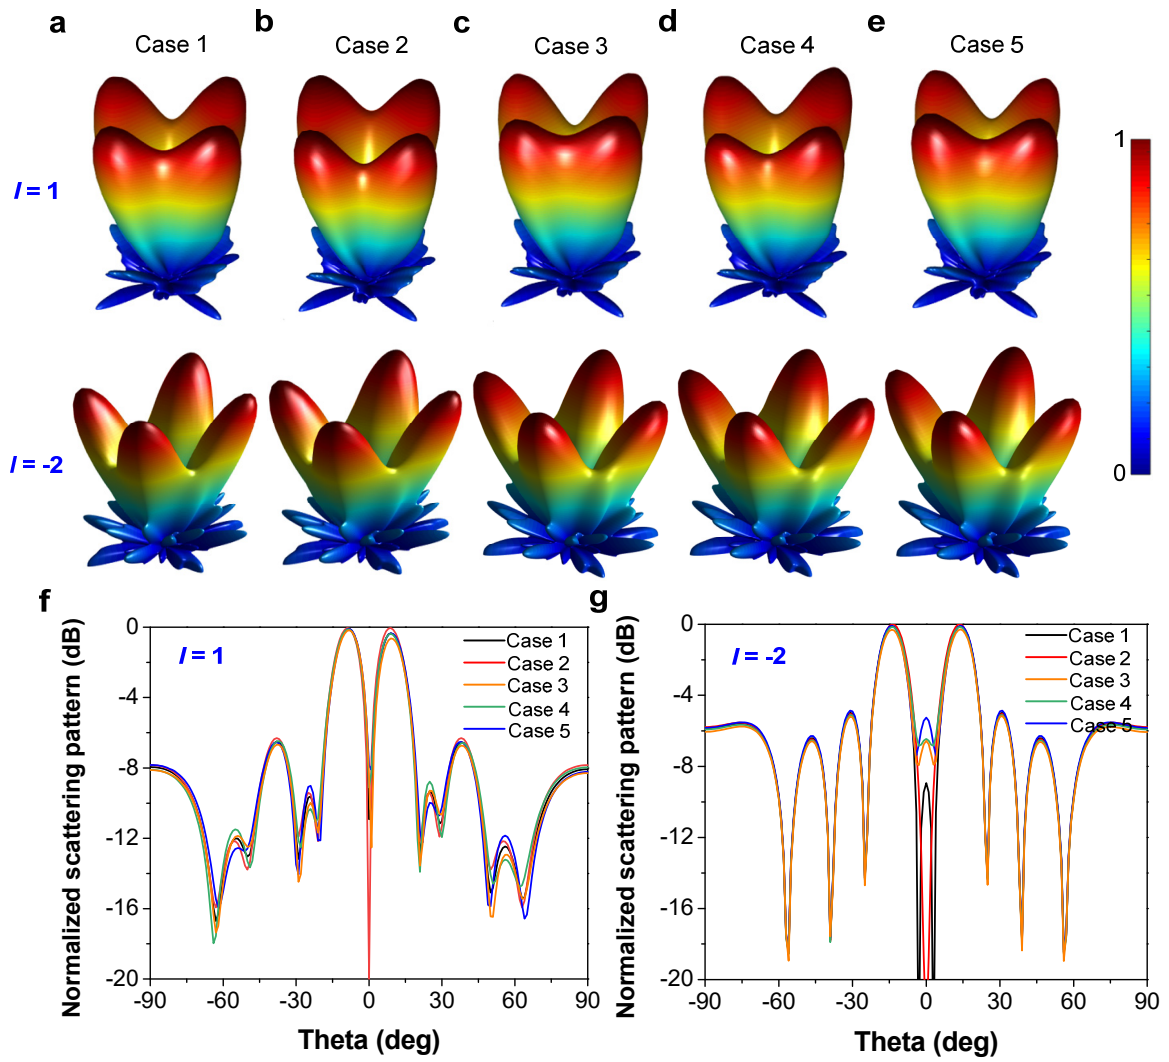 a b c d e
Case 1 Case 2 Case 3 Case 4 Case 5
l = 1
1
0
l = -2
f
Normalized scattering pattern (dB)
0
-4
-8
-12
-16
-20
l = 1
Case 1
Case 2
Case 3
Case 4
Case 5
-90 -60 -30 0 30 60 90
Theta (deg)
g
Normalized scattering pattern (dB)
0
-4
-8
-12
-16
-20
l = -2
Case 1
Case 2
Case 3
Case 4
Case 5
-90 -60 -30 0 30 60 90
Theta (deg)